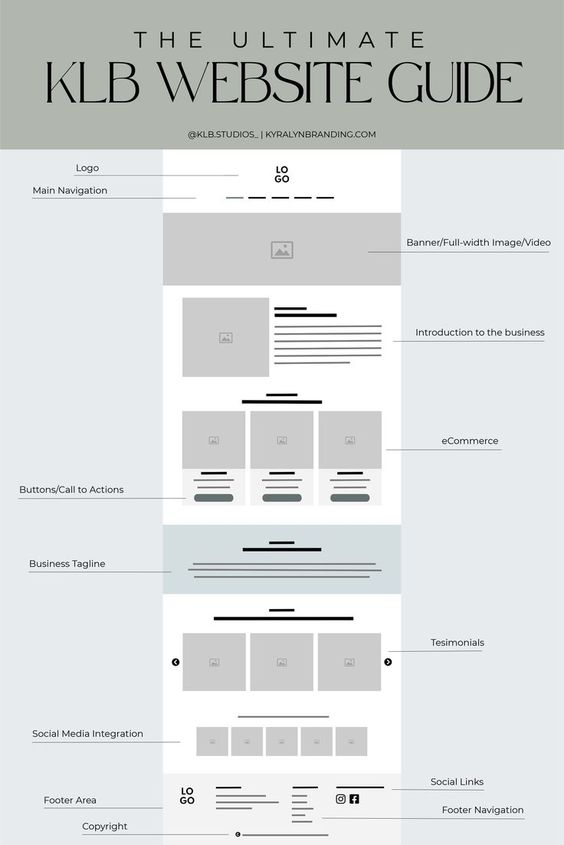 THE ULTIMATE
KLB WEBSITE GUIDE
@KLB.STUDIOS_ | KYRALYNBRANDING.COM
Logo
LO
GO
Main Navigation
Banner/Full-width Image/Video
Introduction to the business
eCommerce
Buttons/Call to Actions
Business Tagline
Tesimonials
Social Media Integration
Social Links
LO
GO
Footer Area
Footer Navigation
Copyright